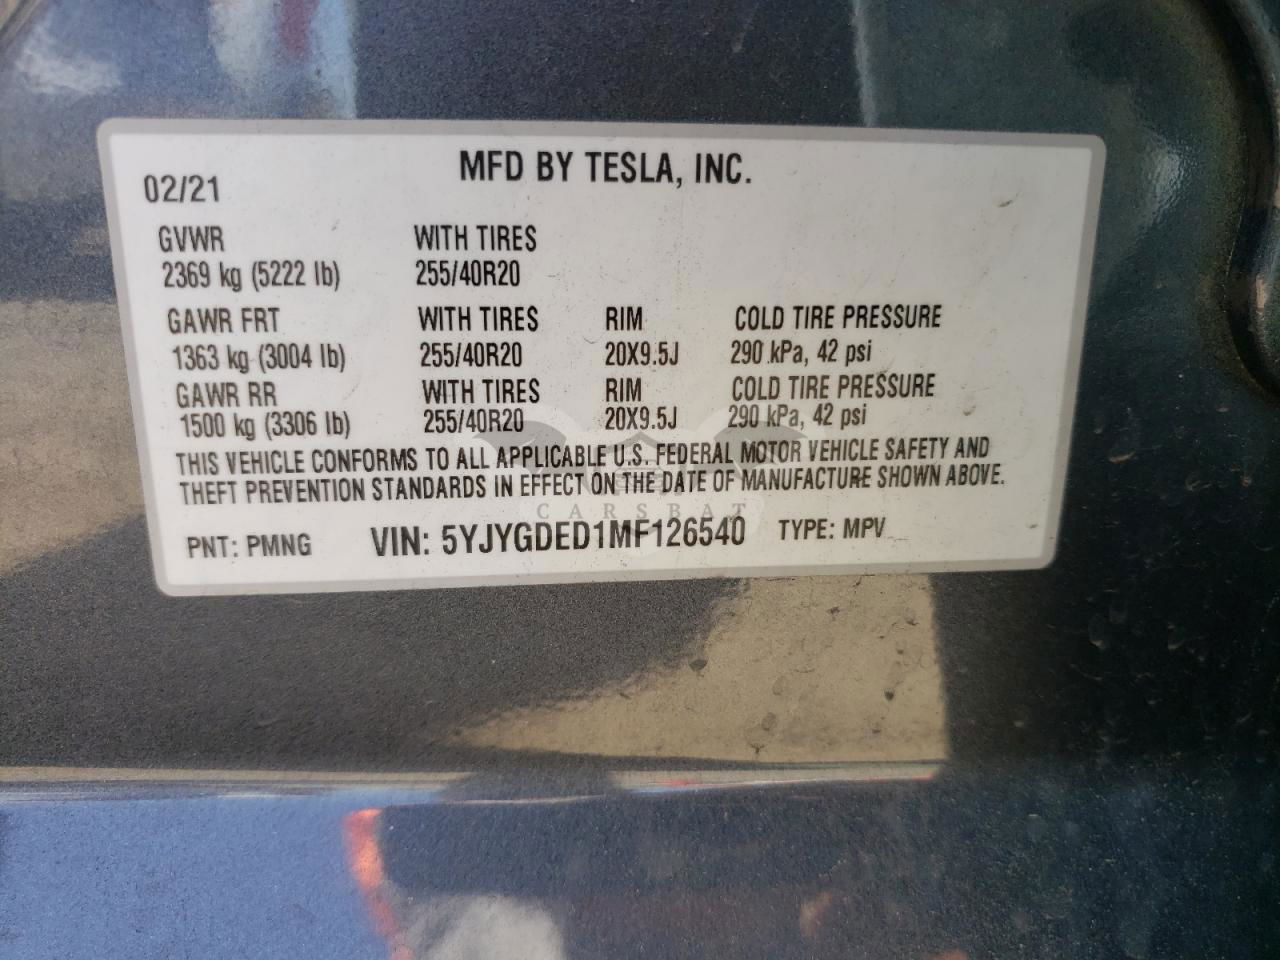 MFD BY TESLA, INC.
02/21
GVWR WITH TIRES
2369 kg (5222 lb) 255/40R20
GAWR FRT WITH TIRES RIM COLD TIRE PRESSURE
1363 kg (3004 lb) 255/40R20 20X9.5J 290 kPa, 42 psi
GAWR RR WITH TIRES RIM COLD TIRE PRESSURE
1500 kg (3306 lb) 255/40R20 20X9.5J 290 kPa, 42 psi
THIS VEHICLE CONFORMS TO ALL APPLICABLE U.S. FEDERAL MOTOR VEHICLE SAFETY AND
THEFT PREVENTION STANDARDS IN EFFECT ON THE DATE OF MANUFACTURE SHOWN ABOVE.
CARSBAT
PNT: PMNG VIN: 5YJYGDED1MF126540 TYPE: MPV